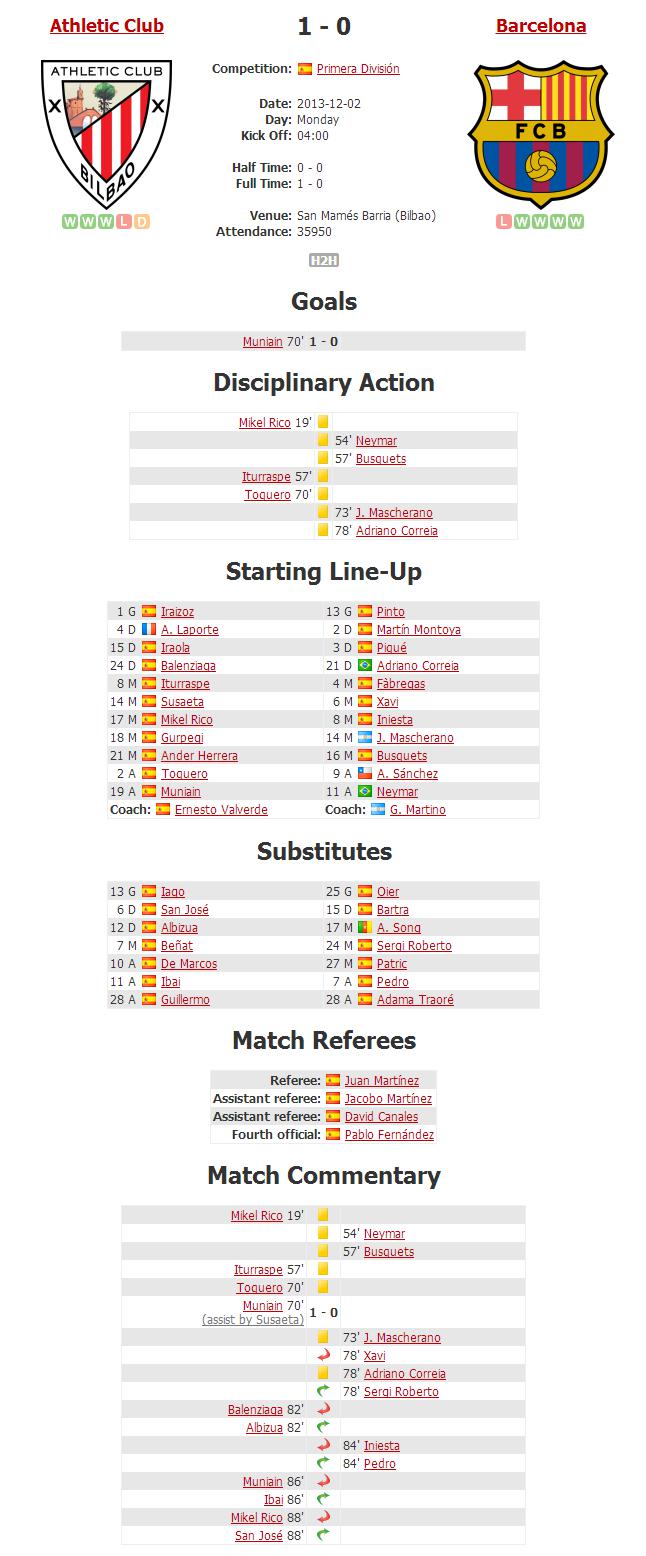 Athletic Club 1 - 0 Barcelona
ATHLETIC CLUB
BILBAO
FCB
Competition: Primera División
Date: 2013-12-02
Day: Monday
Kick Off: 04:00
Half Time: 0 - 0
Full Time: 1 - 0
Venue: San Mamés Barria (Bilbao)
Attendance: 35950
W W W L D
L W W W W
H2H
Goals
Muniain 70' 1 - 0
Disciplinary Action
Mikel Rico 19'
54' Neymar
57' Busquets
Iturraspe 57'
Toquero 70'
73' J. Mascherano
78' Adriano Correia
Starting Line-Up
1 G Iraizoz 13 G Pinto
4 D A. Laporte 2 D Martín Montoya
15 D Iraola 3 D Piqué
24 D Balenziaga 21 D Adriano Correia
8 M Iturraspe 4 M Fàbregas
14 M Susaeta 6 M Xavi
17 M Mikel Rico 8 M Iniesta
18 M Gurpegi 14 M J. Mascherano
21 M Ander Herrera 16 M Busquets
2 A Toquero 9 A A. Sánchez
19 A Muniain 11 A Neymar
Coach: Ernesto Valverde Coach: G. Martino
Substitutes
13 G Iago 25 G Oier
6 D San José 15 D Bartra
12 D Albizua 17 M A. Song
7 M Beñat 24 M Sergi Roberto
10 A De Marcos 27 M Patric
11 A Ibai 7 A Pedro
28 A Guillermo 28 A Adama Traoré
Match Referees
Referee: Juan Martínez
Assistant referee: Jacobo Martínez
Assistant referee: David Canales
Fourth official: Pablo Fernández
Match Commentary
Mikel Rico 19'
54' Neymar
57' Busquets
Iturraspe 57'
Toquero 70'
Muniain 70' 1 - 0
(assist by Susaeta)
73' J. Mascherano
78' Xavi
78' Adriano Correia
78' Sergi Roberto
Balenziaga 82'
Albizua 82'
84' Iniesta
84' Pedro
Muniain 86'
Ibai 86'
Mikel Rico 88'
San José 88'